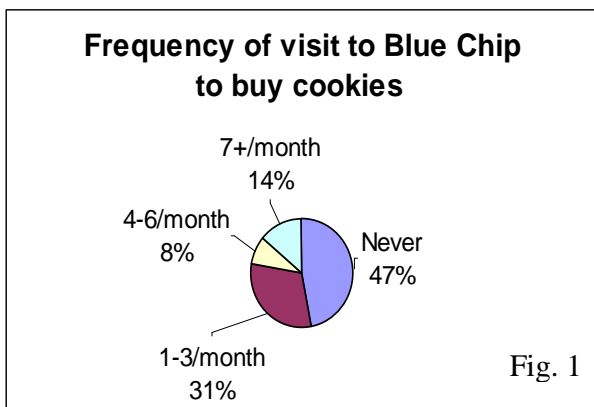 Frequency of visit to Blue Chip
to buy cookies
7+/month
14%
4-6/month
8%
Never
47%
1-3/month
31%
Fig. 1